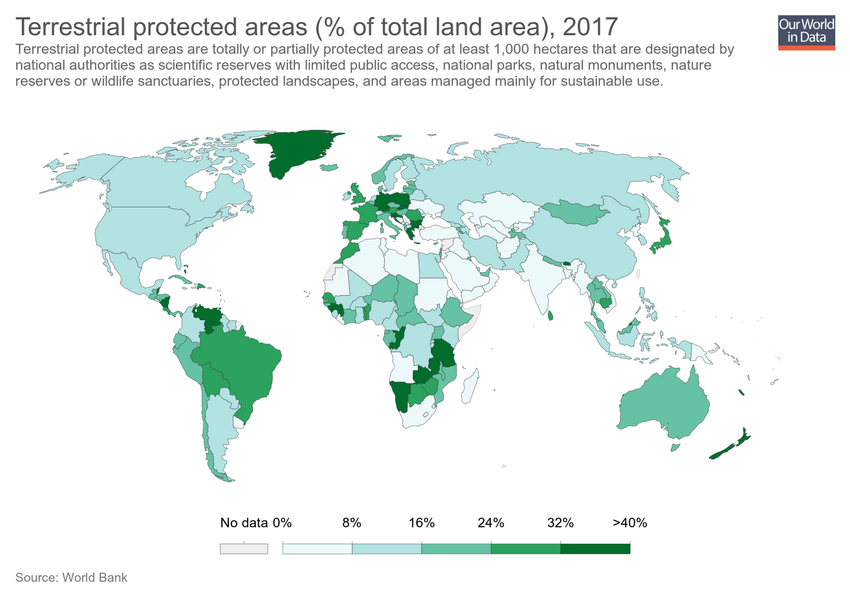 Terrestrial protected areas (% of total land area), 2017
Our World
in Data
Terrestrial protected areas are totally or partially protected areas of at least 1,000 hectares that are designated by
national authorities as scientific reserves with limited public access, national parks, natural monuments, nature
reserves or wildlife sanctuaries, protected landscapes, and areas managed mainly for sustainable use.
No data 0% 8% 16% 24% 32% >40%
Source: World Bank